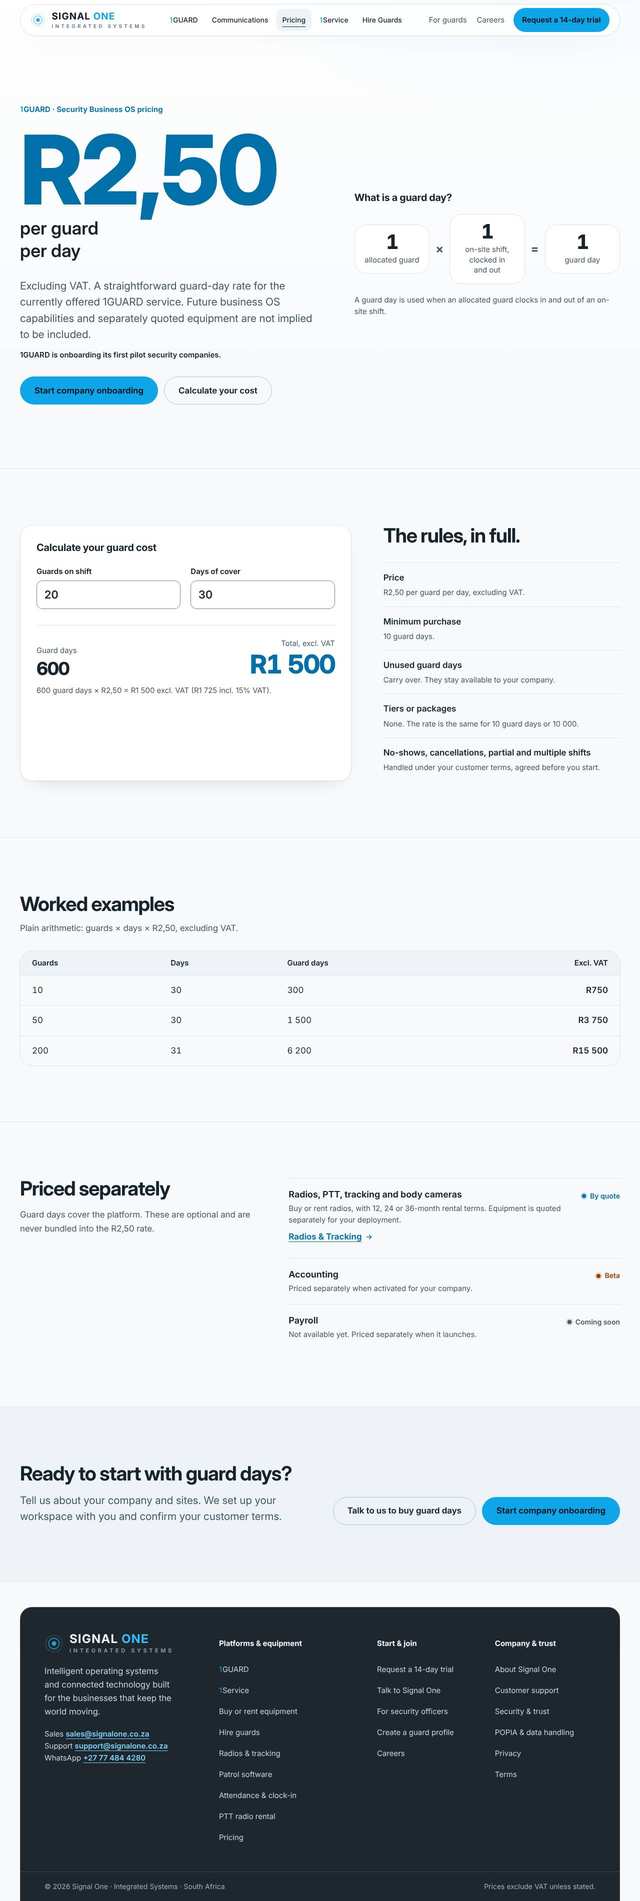 SIGNAL ONE
INTEGRATED SYSTEMS
1GUARD
Communications
Pricing
1Service
Hire Guards
For guards
Careers
Request a 14-day trial
1GUARD · Security Business OS pricing
R2,50
per guard
per day
Excluding VAT. A straightforward guard-day rate for the
currently offered 1GUARD service. Future business OS
capabilities and separately quoted equipment are not implied
to be included.
1GUARD is onboarding its first pilot security companies.
Start company onboarding
Calculate your cost
What is a guard day?
1
allocated guard
×
1
on-site shift,
clocked in
and out
=
1
guard day
A guard day is used when an allocated guard clocks in and out of an on-
site shift.
Calculate your guard cost
Guards on shift
Days of cover
20
30
Guard days
600
Total, excl. VAT
R1 500
600 guard days × R2,50 = R1 500 excl. VAT (R1 725 incl. 15% VAT).
The rules, in full.
Price
R2,50 per guard per day, excluding VAT.
Minimum purchase
10 guard days.
Unused guard days
Carry over. They stay available to your company.
Tiers or packages
None. The rate is the same for 10 guard days or 10 000.
No-shows, cancellations, partial and multiple shifts
Handled under your customer terms, agreed before you start.
Worked examples
Plain arithmetic: guards × days × R2,50, excluding VAT.
Guards Days Guard days Excl. VAT
10 30 300 R750
50 30 1 500 R3 750
200 31 6 200 R15 500
Priced separately
Guard days cover the platform. These are optional and are
never bundled into the R2,50 rate.
Radios, PTT, tracking and body cameras
By quote
Buy or rent radios, with 12, 24 or 36-month rental terms. Equipment is quoted
separately for your deployment.
Radios & Tracking →
Accounting
Beta
Priced separately when activated for your company.
Payroll
Coming soon
Not available yet. Priced separately when it launches.
Ready to start with guard days?
Tell us about your company and sites. We set up your
workspace with you and confirm your customer terms.
Talk to us to buy guard days
Start company onboarding
SIGNAL ONE
INTEGRATED SYSTEMS
Intelligent operating systems
and connected technology built
for the businesses that keep the
world moving.
Sales sales@signalone.co.za
Support support@signalone.co.za
WhatsApp +27 77 484 4280
Platforms & equipment
1GUARD
1Service
Buy or rent equipment
Hire guards
Radios & tracking
Patrol software
Attendance & clock-in
PTT radio rental
Pricing
Start & join
Request a 14-day trial
Talk to Signal One
For security officers
Create a guard profile
Careers
Company & trust
About Signal One
Customer support
Security & trust
POPIA & data handling
Privacy
Terms
© 2026 Signal One · Integrated Systems · South Africa
Prices exclude VAT unless stated.